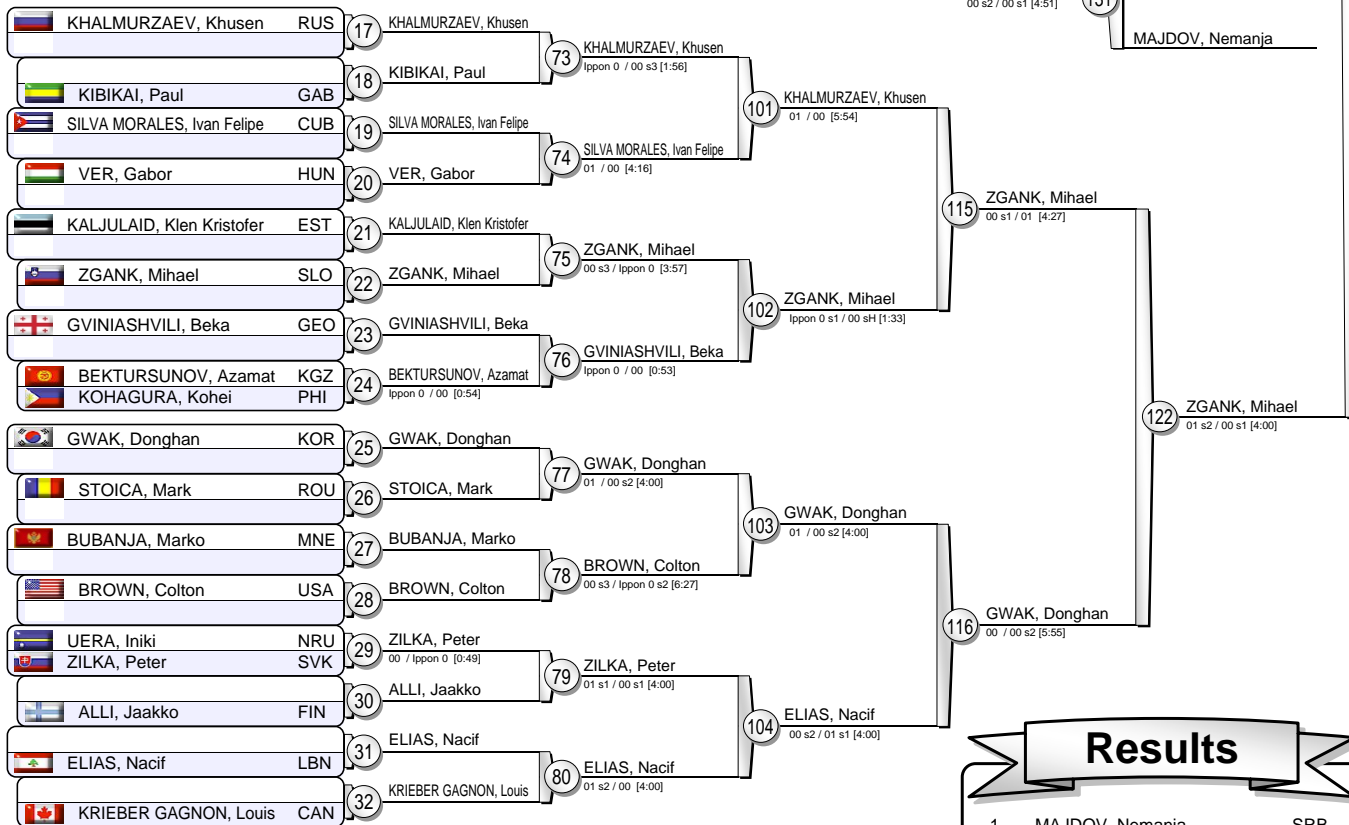 00 s2 / 00 s1 [4:51]
131
MAJDOV, Nemanja
KHALMURZAEV, Khusen RUS
17
KHALMURZAEV, Khusen
73
KHALMURZAEV, Khusen
Ippon 0 / 00 s3 [1:56]
18
KIBIKAI, Paul
KIBIKAI, Paul GAB
101
KHALMURZAEV, Khusen
01 / 00 [5:54]
SILVA MORALES, Ivan Felipe CUB
19
SILVA MORALES, Ivan Felipe
74
SILVA MORALES, Ivan Felipe
01 / 00 [4:16]
VER, Gabor HUN
20
VER, Gabor
115
ZGANK, Mihael
00 s1 / 01 [4:27]
KALJULAID, Klen Kristofer EST
21
KALJULAID, Klen Kristofer
75
ZGANK, Mihael
00 s3 / Ippon 0 [3:57]
ZGANK, Mihael SLO
22
ZGANK, Mihael
102
ZGANK, Mihael
Ippon 0 s1 / 00 sH [1:33]
GVINIASHVILI, Beka GEO
23
GVINIASHVILI, Beka
76
GVINIASHVILI, Beka
Ippon 0 / 00 [0:53]
BEKTURSUNOV, Azamat KGZ
KOHAGURA, Kohei PHI
24
BEKTURSUNOV, Azamat
Ippon 0 / 00 [0:54]
122
ZGANK, Mihael
01 s2 / 00 s1 [4:00]
GWAK, Donghan KOR
25
GWAK, Donghan
77
GWAK, Donghan
01 / 00 s2 [4:00]
STOICA, Mark ROU
26
STOICA, Mark
103
GWAK, Donghan
01 / 00 s2 [4:00]
BUBANJA, Marko MNE
27
BUBANJA, Marko
78
BROWN, Colton
00 s3 / Ippon 0 s2 [6:27]
BROWN, Colton USA
28
BROWN, Colton
116
GWAK, Donghan
00 / 00 s2 [5:55]
UERA, Iniki NRU
ZILKA, Peter SVK
29
ZILKA, Peter
00 / Ippon 0 [0:49]
79
ZILKA, Peter
01 s1 / 00 s1 [4:00]
30
ALLI, Jaakko
ALLI, Jaakko FIN
104
ELIAS, Nacif
00 s2 / 01 s1 [4:00]
31
ELIAS, Nacif
ELIAS, Nacif LBN
80
ELIAS, Nacif
01 s2 / 00 [4:00]
32
KRIEBER GAGNON, Louis
KRIEBER GAGNON, Louis CAN
Results
1 MAJDOV, Nemanja SRB